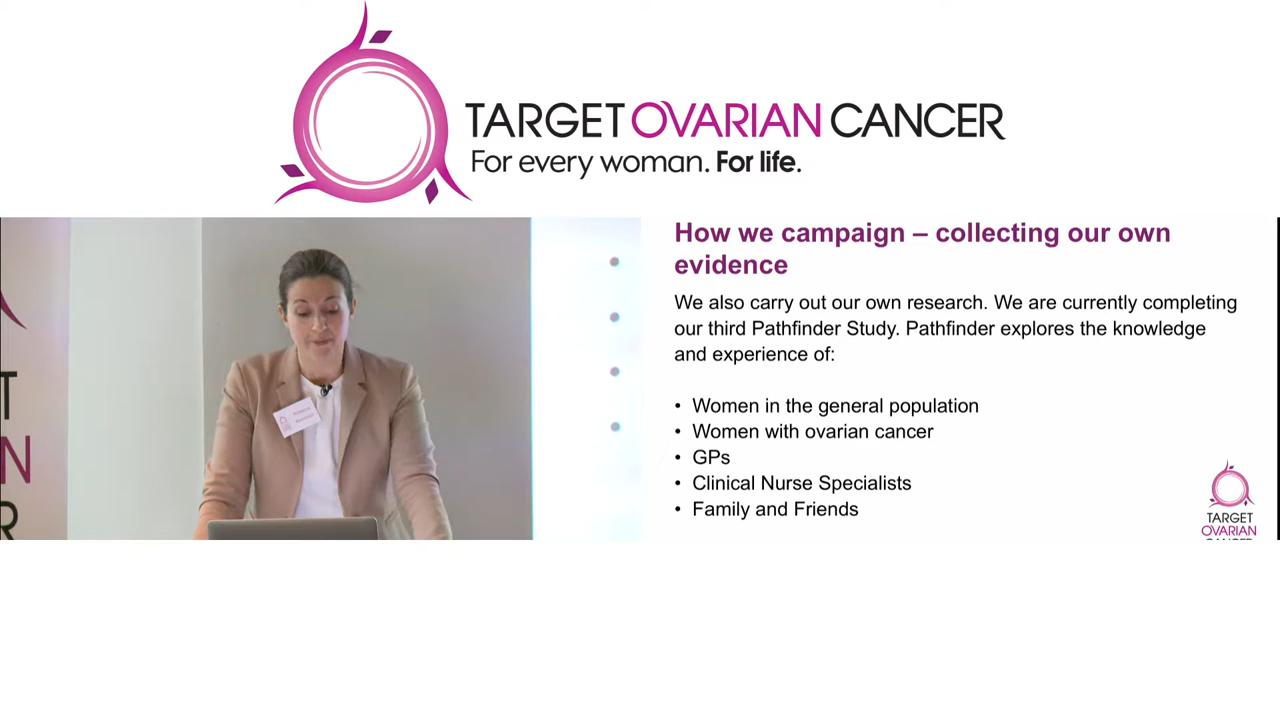 TARGET OVARIAN CANCER
For every woman. For life.
How we campaign – collecting our own
evidence
We also carry out our own research. We are currently completing
our third Pathfinder Study. Pathfinder explores the knowledge
and experience of:
• Women in the general population
• Women with ovarian cancer
• GPs
• Clinical Nurse Specialists
• Family and Friends
TARGET
OVARIAN
CANCER
T
N
R